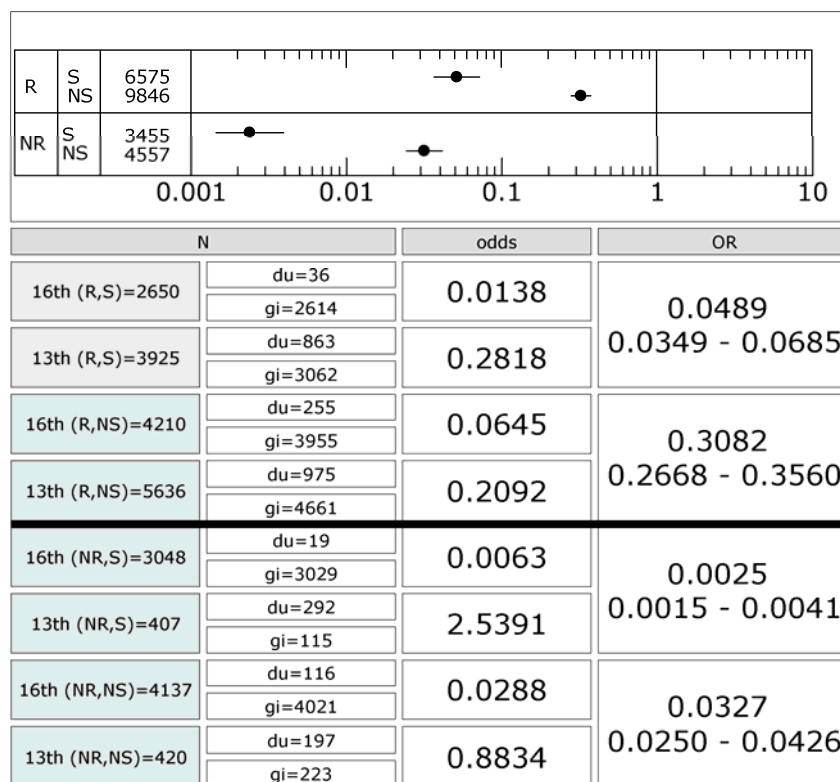 R S 6575
NS 9846
NR S 3455
NS 4557
0.001 0.01 0.1 1 10
N odds OR
16th (R,S)=2650 du=36 0.0138 0.0489
gi=2614 0.0349 - 0.0685
13th (R,S)=3925 du=863 0.2818
gi=3062
16th (R,NS)=4210 du=255 0.0645 0.3082
gi=3955 0.2668 - 0.3560
13th (R,NS)=5636 du=975 0.2092
gi=4661
16th (NR,S)=3048 du=19 0.0063 0.0025
gi=3029 0.0015 - 0.0041
13th (NR,S)=407 du=292 2.5391
gi=115
16th (NR,NS)=4137 du=116 0.0288 0.0327
gi=4021 0.0250 - 0.0426
13th (NR,NS)=420 du=197 0.8834
gi=223